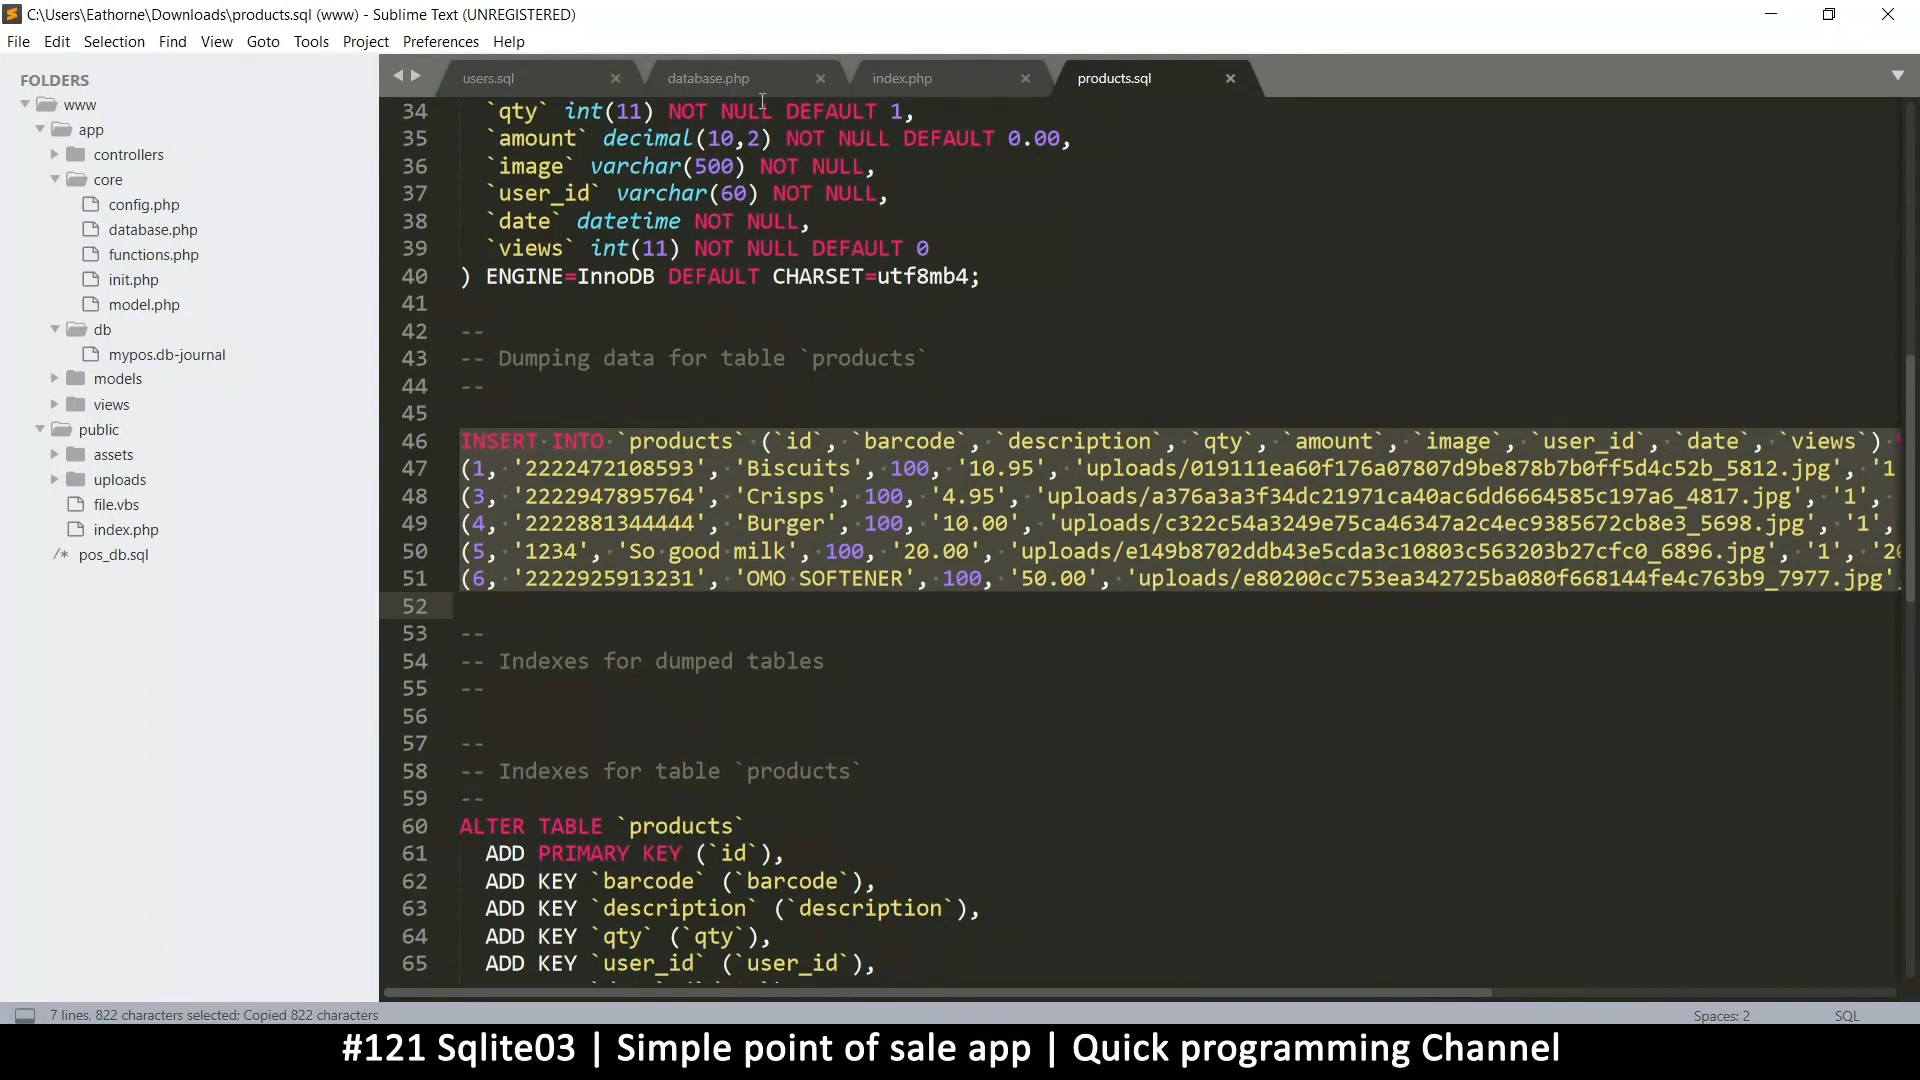 C:\Users\Eathorne\Downloads\products.sql (www) - Sublime Text (UNREGISTERED)
File Edit Selection Find View Goto Tools Project Preferences Help
FOLDERS
www
app
controllers
core
config.php
database.php
functions.php
init.php
model.php
db
mypos.db-journal
models
views
public
assets
uploads
file.vbs
index.php
/* pos_db.sql
users.sql × database.php × index.php × products.sql ×
34 `qty` int(11) NOT NULL DEFAULT 1,
35 `amount` decimal(10,2) NOT NULL DEFAULT 0.00,
36 `image` varchar(500) NOT NULL,
37 `user_id` varchar(60) NOT NULL,
38 `date` datetime NOT NULL,
39 `views` int(11) NOT NULL DEFAULT 0
40 ) ENGINE=InnoDB DEFAULT CHARSET=utf8mb4;
41
42 --
43 -- Dumping data for table `products`
44 --
45
46 INSERT INTO `products` (`id`, `barcode`, `description`, `qty`, `amount`, `image`, `user_id`, `date`, `views`)
47 (1, '2222472108593', 'Biscuits', 100, '10.95', 'uploads/019111ea60f176a07807d9be878b7b0ff5d4c52b_5812.jpg', '1
48 (3, '2222947895764', 'Crisps', 100, '4.95', 'uploads/a376a3a3f34dc21971ca40ac6dd6664585c197a6_4817.jpg', '1',
49 (4, '2222881344444', 'Burger', 100, '10.00', 'uploads/c322c54a3249e75ca46347a2c4ec9385672cb8e3_5698.jpg', '1',
50 (5, '1234', 'So good milk', 100, '20.00', 'uploads/e149b8702ddb43e5cda3c10803c563203b27cfc0_6896.jpg', '1', '20
51 (6, '2222925913231', 'OMO SOFTENER', 100, '50.00', 'uploads/e80200cc753ea342725ba080f668144fe4c763b9_7977.jpg'
52
53 --
54 -- Indexes for dumped tables
55 --
56
57 --
58 -- Indexes for table `products`
59 --
60 ALTER TABLE `products`
61 ADD PRIMARY KEY (`id`),
62 ADD KEY `barcode` (`barcode`),
63 ADD KEY `description` (`description`),
64 ADD KEY `qty` (`qty`),
65 ADD KEY `user_id` (`user_id`),
7 lines, 822 characters selected; Copied 822 characters Spaces: 2 SQL
#121 Sqlite03 | Simple point of sale app | Quick programming Channel